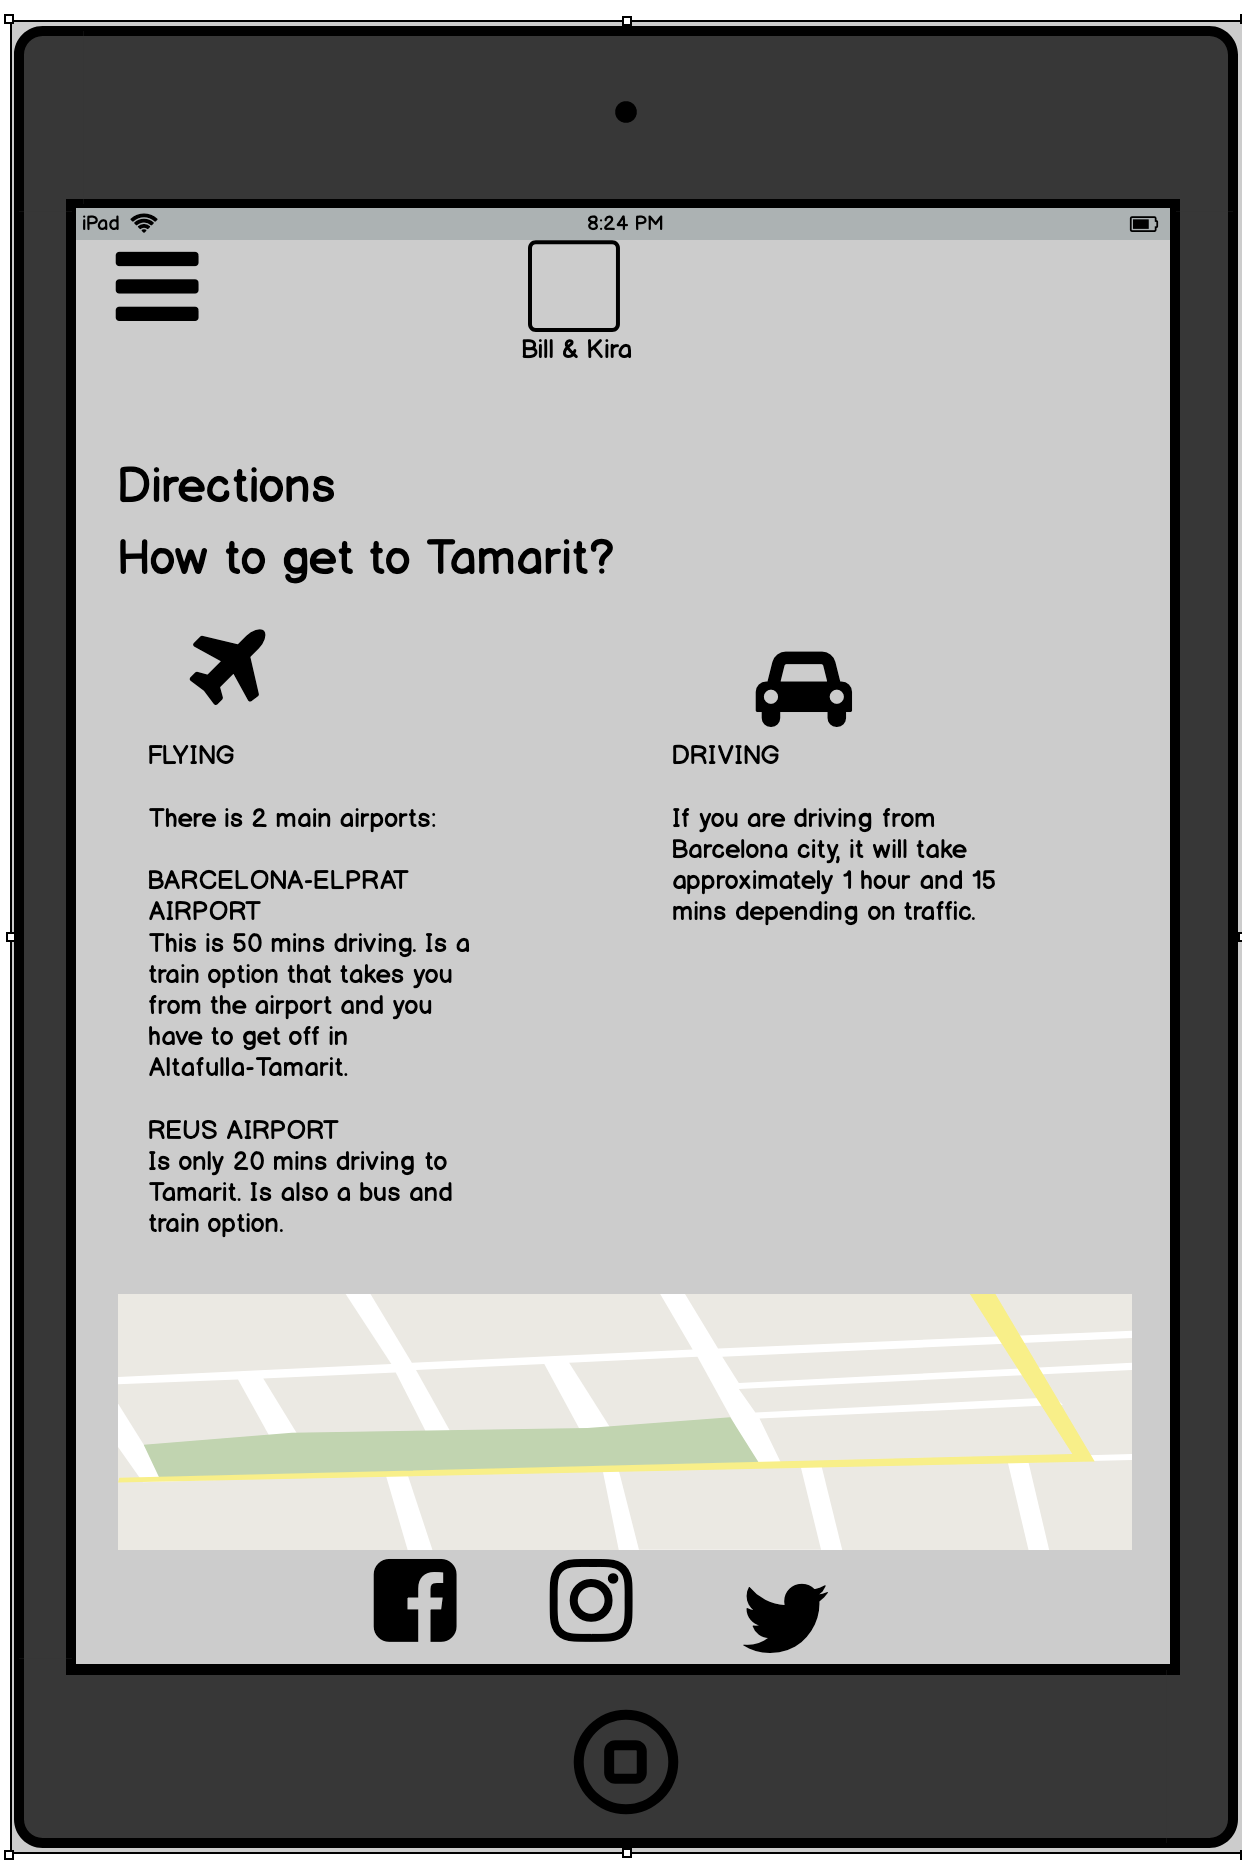 iPad 8:24 PM
Bill & Kira
Directions
How to get to Tamarit?
FLYING
There is 2 main airports:
BARCELONA-ELPRAT
AIRPORT
This is 50 mins driving. Is a
train option that takes you
from the airport and you
have to get off in
Altafulla-Tamarit.
REUS AIRPORT
Is only 20 mins driving to
Tamarit. Is also a bus and
train option.
DRIVING
If you are driving from
Barcelona city, it will take
approximately 1 hour and 15
mins depending on traffic.